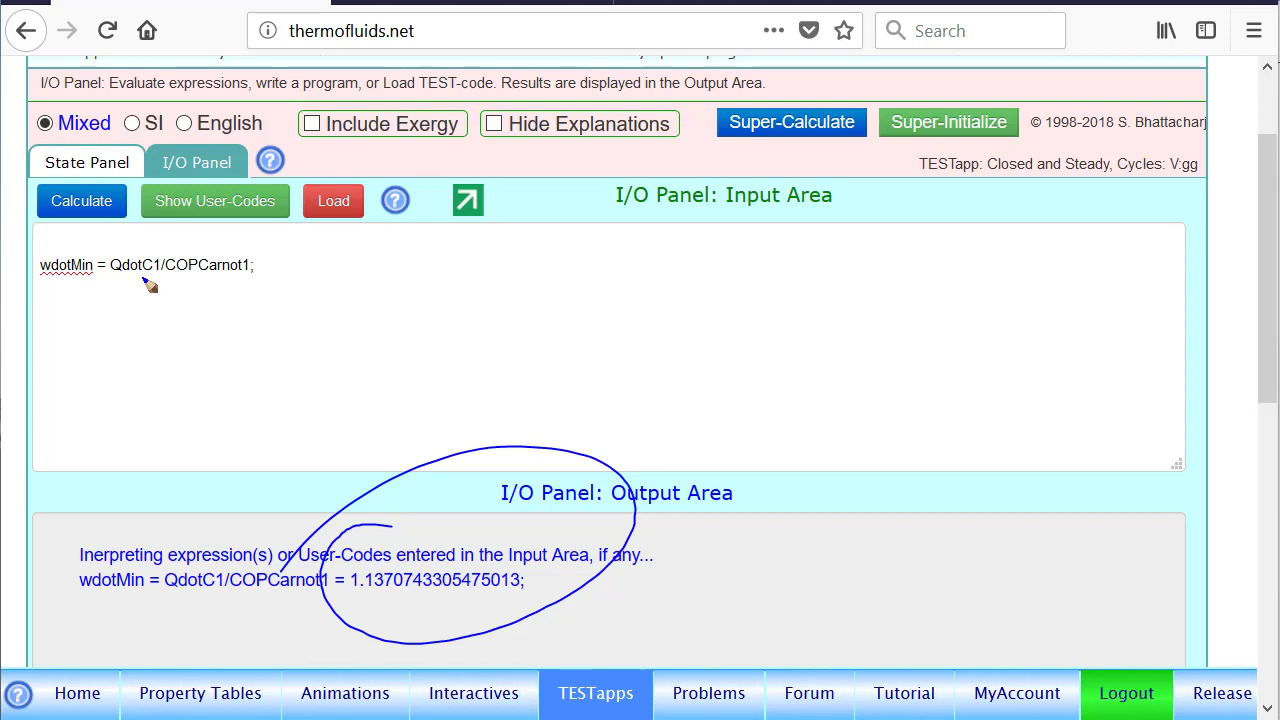 thermofluids.net
Search
I/O Panel: Evaluate expressions, write a program, or Load TEST-code. Results are displayed in the Output Area.
Mixed SI English Include Exergy Hide Explanations Super-Calculate Super-Initialize © 1998-2018 S. Bhattacharj
State Panel I/O Panel ? TESTapp: Closed and Steady, Cycles: V:gg
Calculate Show User-Codes Load ? I/O Panel: Input Area
wdotMin = QdotC1/COPCarnot1;
I/O Panel: Output Area
Inerpreting expression(s) or User-Codes entered in the Input Area, if any...
wdotMin = QdotC1/COPCarnot1 = 1.1370743305475013;
? Home Property Tables Animations Interactives TESTapps Problems Forum Tutorial MyAccount Logout Release